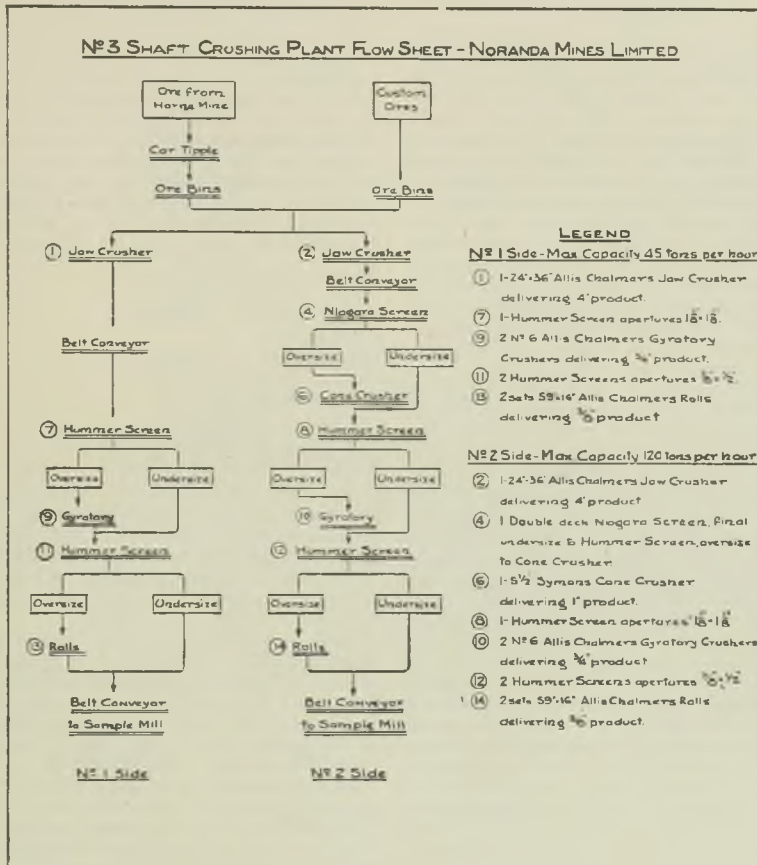 Nº 3 SHAFT CRUSHING PLANT FLOW SHEET - NORANDA MINES LIMITED
Ore from
Horne Mine
Custom
Ores
Car Tipple
Ore Bins
Ore Bins
① Jaw Crusher
② Jaw Crusher
Belt Conveyor
④ Niagara Screen
Oversize
Undersize
Belt Conveyor
⑥ Cone Crusher
⑦ Hummer Screen
⑧ Hummer Screen
Oversize
Undersize
Oversize
Undersize
⑨ Gyratory
⑩ Gyratory
⑪ Hummer Screen
⑫ Hummer Screen
Oversize
Undersize
Oversize
Undersize
⑬ Rolls
⑭ Rolls
Belt Conveyor
to Sample Mill
Belt Conveyor
to Sample Mill
Nº 1 Side
Nº 2 Side
LEGEND
Nº 1 Side - Max Capacity 45 tons per hour
① 1-24"x36" Allis Chalmers Jaw Crusher
delivering 4" product.
⑦ 1-Hummer Screen apertures
⑨ 2 Nº 6 Allis Chalmers Gyratory
Crushers delivering ¾" product.
⑪ 2 Hummer Screens apertures
⑬ 2 sets 59"x16" Allis Chalmers Rolls
delivering product
Nº 2 Side - Max Capacity 120 tons per hour
② 1-24"x36" Allis Chalmers Jaw Crusher
delivering 4" product
④ 1 Double deck Niagara Screen, final
undersize to Hummer Screen, oversize
to Cone Crusher
⑥ 1-5½ Symons Cone Crusher
delivering 1" product.
⑧ 1-Hummer Screen apertures
⑩ 2 Nº 6 Allis Chalmers Gyratory Crushers
delivering ¾" product
⑫ 2 Hummer Screens apertures
⑭ 2 sets 59"x16" Allis Chalmers Rolls
delivering product.